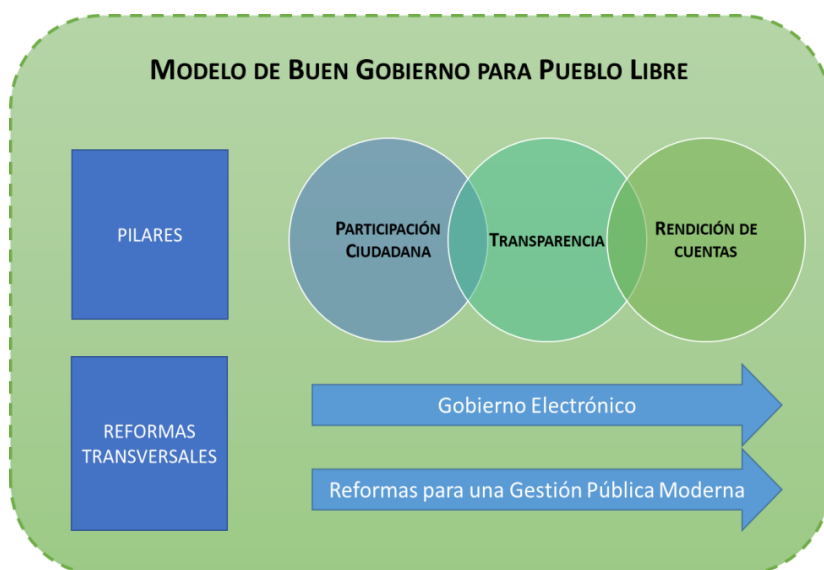 MODELO DE BUEN GOBIERNO PARA PUEBLO LIBRE
PILARES
PARTICIPACIÓN
CIUDADANA
TRANSPARENCIA
RENDICIÓN DE
CUENTAS
REFORMAS
TRANSVERSALES
Gobierno Electrónico
Reformas para una Gestión Pública Moderna